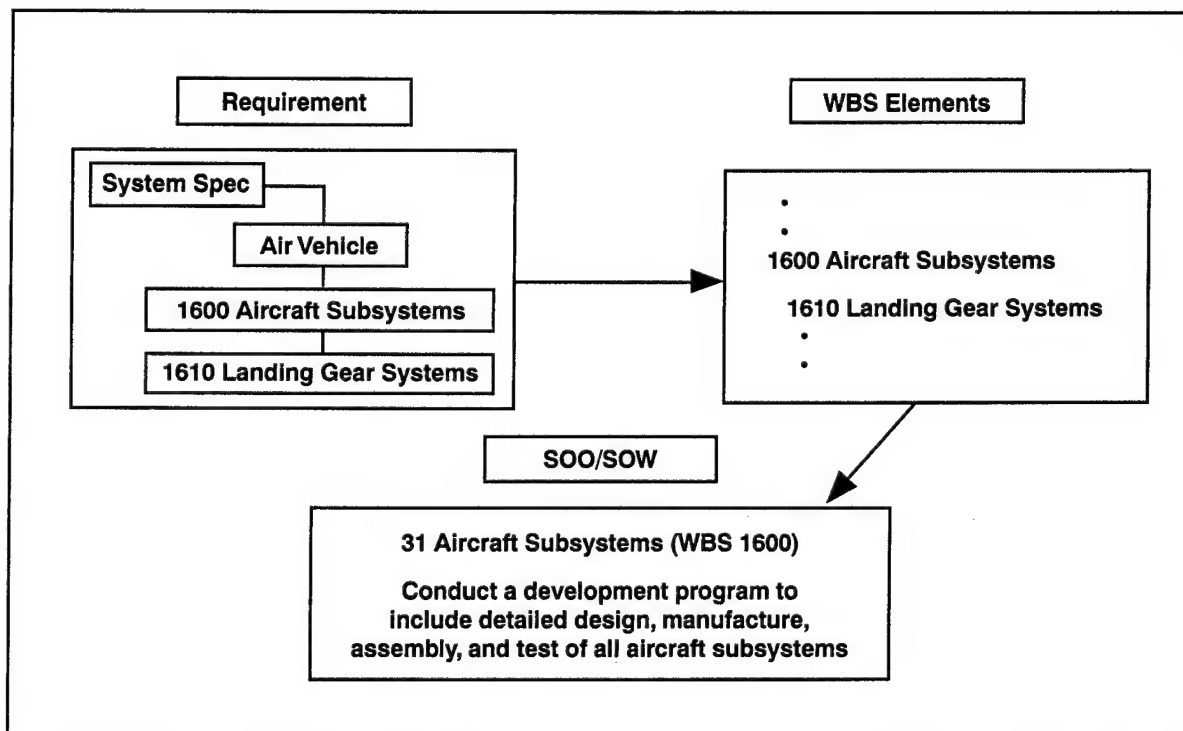 Requirement
System Spec
Air Vehicle
1600 Aircraft Subsystems
1610 Landing Gear Systems
WBS Elements
•
•
1600 Aircraft Subsystems
1610 Landing Gear Systems
•
•
SOO/SOW
31 Aircraft Subsystems (WBS 1600)
Conduct a development program to
include detailed design, manufacture,
assembly, and test of all aircraft subsystems